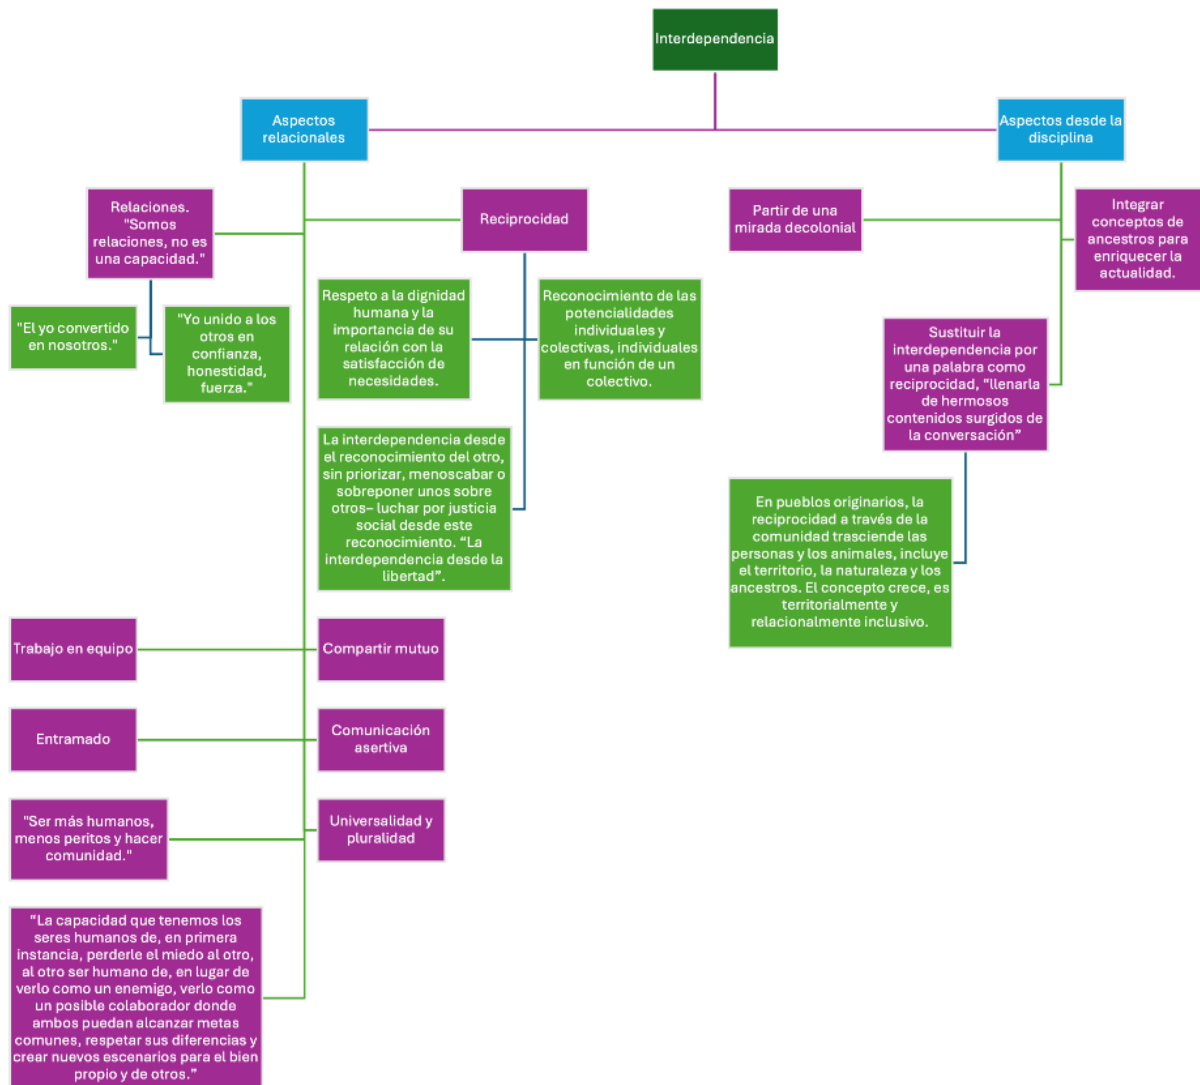 Interdependencia
Aspectos
relacionales
Aspectos desde la
disciplina
Relaciones.
"Somos
relaciones, no es
una capacidad."
Reciprocidad
Partir de una
mirada decolonial
Integrar
conceptos de
ancestros para
enriquecer la
actualidad.
"El yo convertido
en nosotros."
"Yo unido a los
otros en
confianza,
honestidad,
fuerza."
Respeto a la dignidad
humana y la
importancia de su
relación con la
satisfacción de
necesidades.
Reconocimiento de las
potencialidades
individuales y
colectivas, individuales
en función de un
colectivo.
Sustituir la
interdependencia por
una palabra como
reciprocidad, “llenarla
de hermosos
contenidos surgidos de
la conversación”
La interdependencia desde
el reconocimiento del otro,
sin priorizar, menoscabar o
sobreponer unos sobre
otros– luchar por justicia
social desde este
reconocimiento. “La
interdependencia desde la
libertad”.
En pueblos originarios, la
reciprocidad a través de la
comunidad trasciende las
personas y los animales, incluye
el territorio, la naturaleza y los
ancestros. El concepto crece, es
territorialmente y
relacionalmente inclusivo.
Trabajo en equipo
Compartir mutuo
Entramado
Comunicación
asertiva
"Ser más humanos,
menos peritos y hacer
comunidad."
Universalidad y
pluralidad
“La capacidad que tenemos los
seres humanos de, en primera
instancia, perderle el miedo al otro,
al otro ser humano de, en lugar de
verlo como un enemigo, verlo como
un posible colaborador donde
ambos puedan alcanzar metas
comunes, respetar sus diferencias y
crear nuevos escenarios para el bien
propio y de otros.”